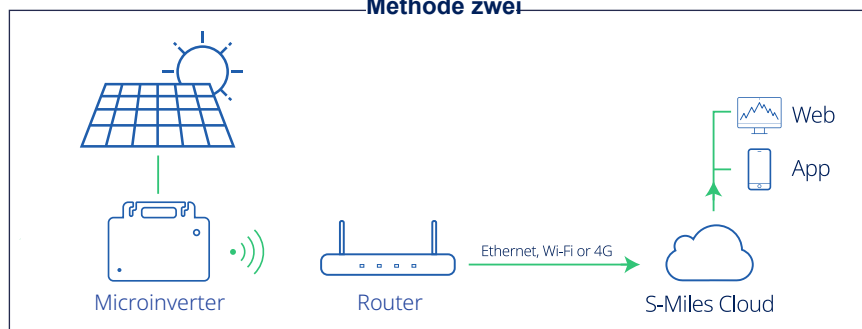 Methode zwei
Web
App
Ethernet, Wi-Fi or 4G
Microinverter
Router
S-Miles Cloud